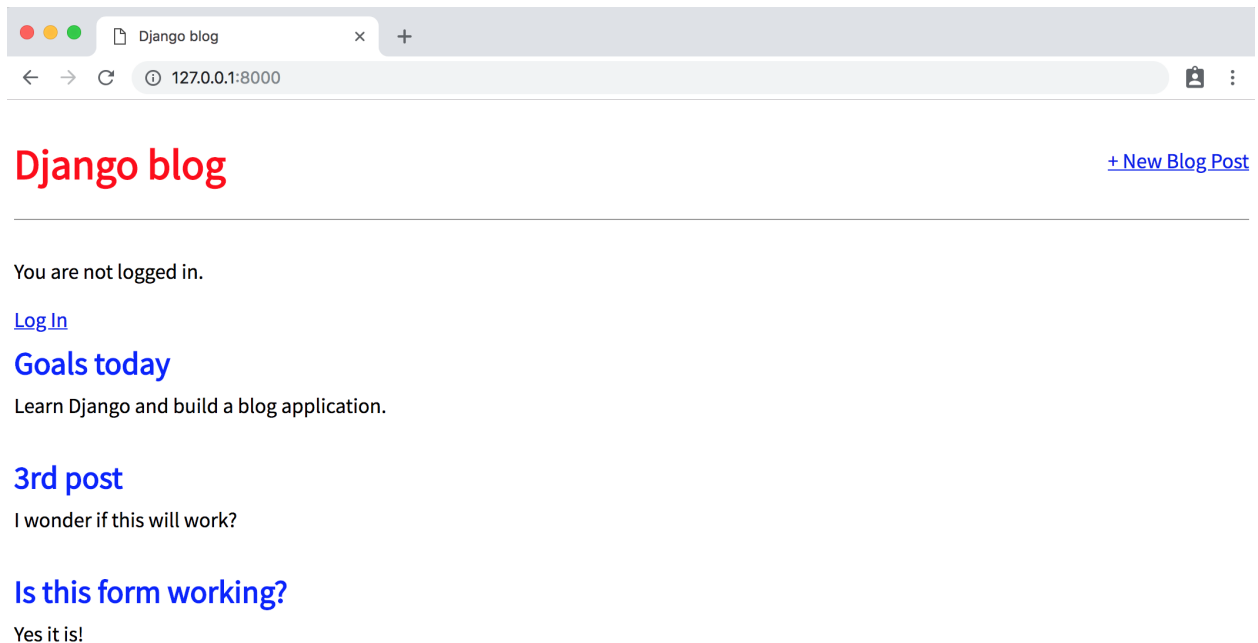 Django blog
127.0.0.1:8000
Django blog
+ New Blog Post
You are not logged in.
Log In
Goals today
Learn Django and build a blog application.
3rd post
I wonder if this will work?
Is this form working?
Yes it is!